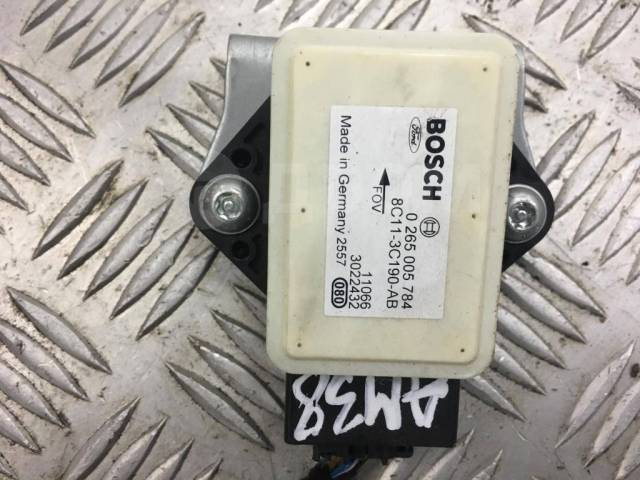 BOSCH
Ford
0 265 005 784
8C11-3C190-AB
FOV
11066
3022432
Made in Germany 2557
080
AM38